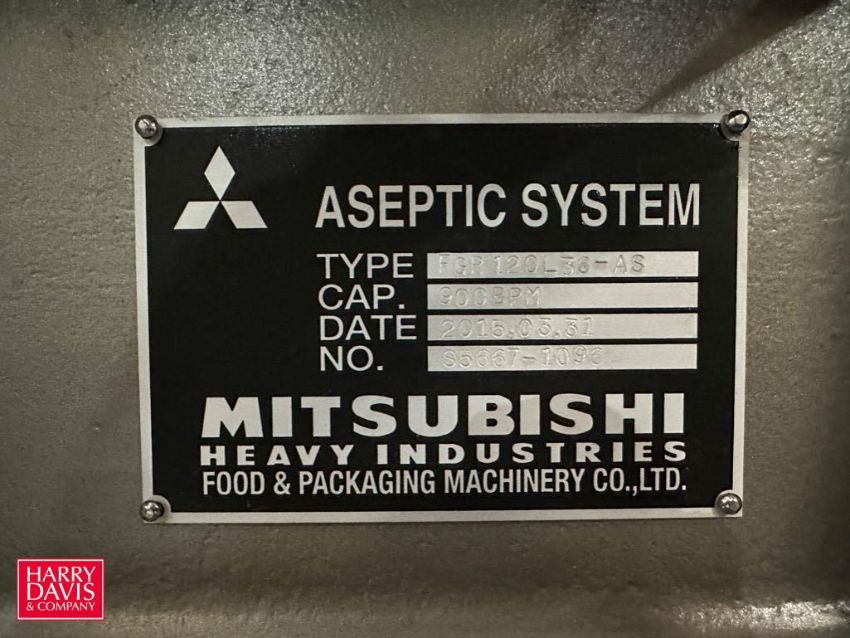 ASEPTIC SYSTEM
TYPE FGR120L36-AS
CAP. 900BPM
DATE 2015.03.31
NO. S5667-1096
MITSUBISHI
HEAVY INDUSTRIES
FOOD & PACKAGING MACHINERY CO.,LTD.
HARRY
DAVIS
& COMPANY